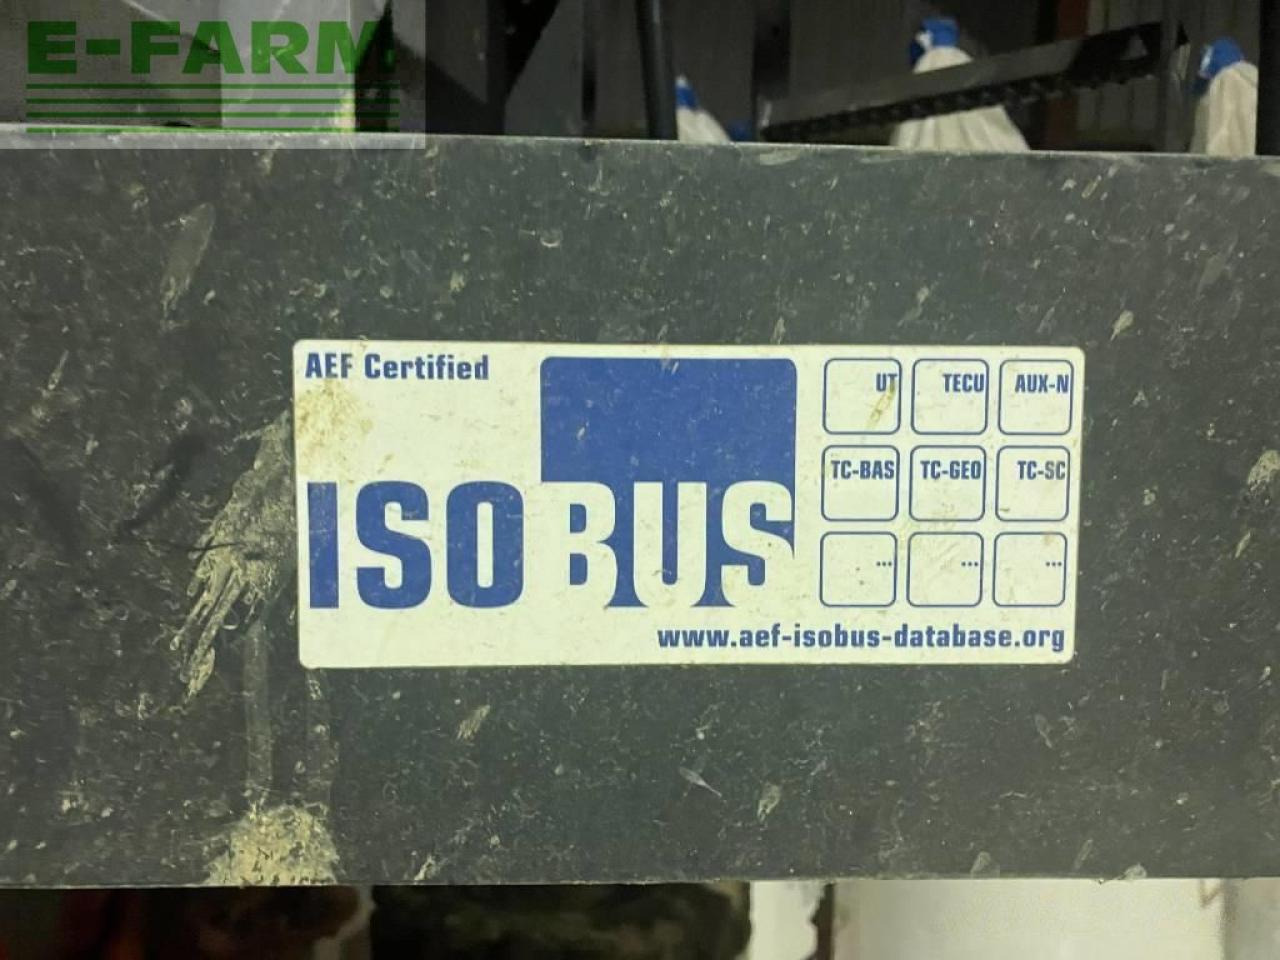 E-FARM
AEF Certified
ISOBUS
UT TECU AUX-N
TC-BAS TC-GEO TC-SC
... ... ...
www.aef-isobus-database.org